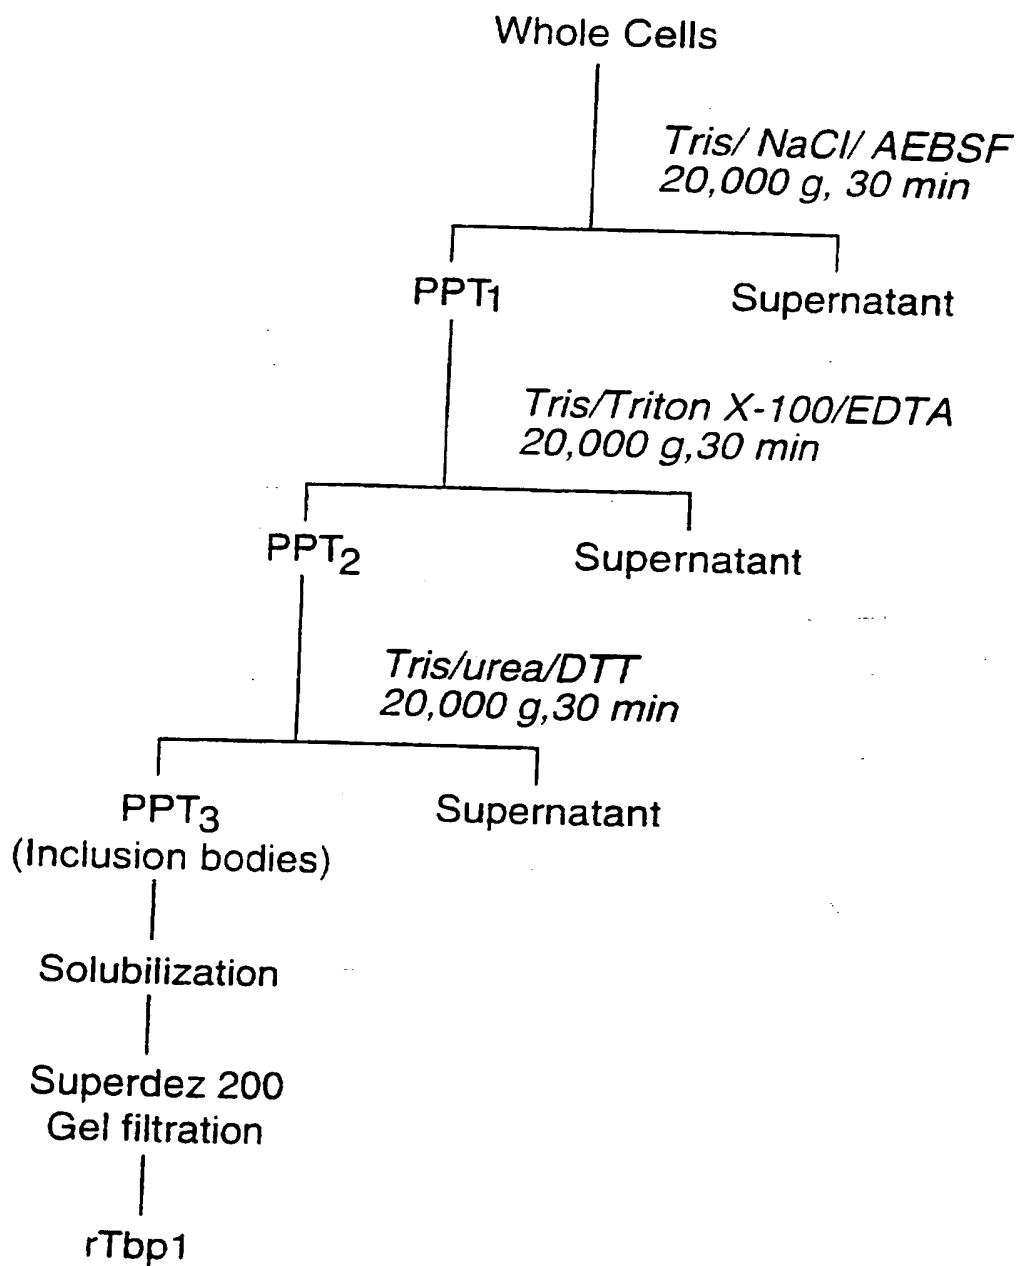 Whole Cells
Tris/ NaCl/ AEBSF
20,000 g, 30 min
PPT1
Supernatant
Tris/Triton X-100/EDTA
20,000 g,30 min
PPT2
Supernatant
Tris/urea/DTT
20,000 g,30 min
PPT3
Supernatant
(Inclusion bodies)
Solubilization
Superdez 200
Gel filtration
rTbp1